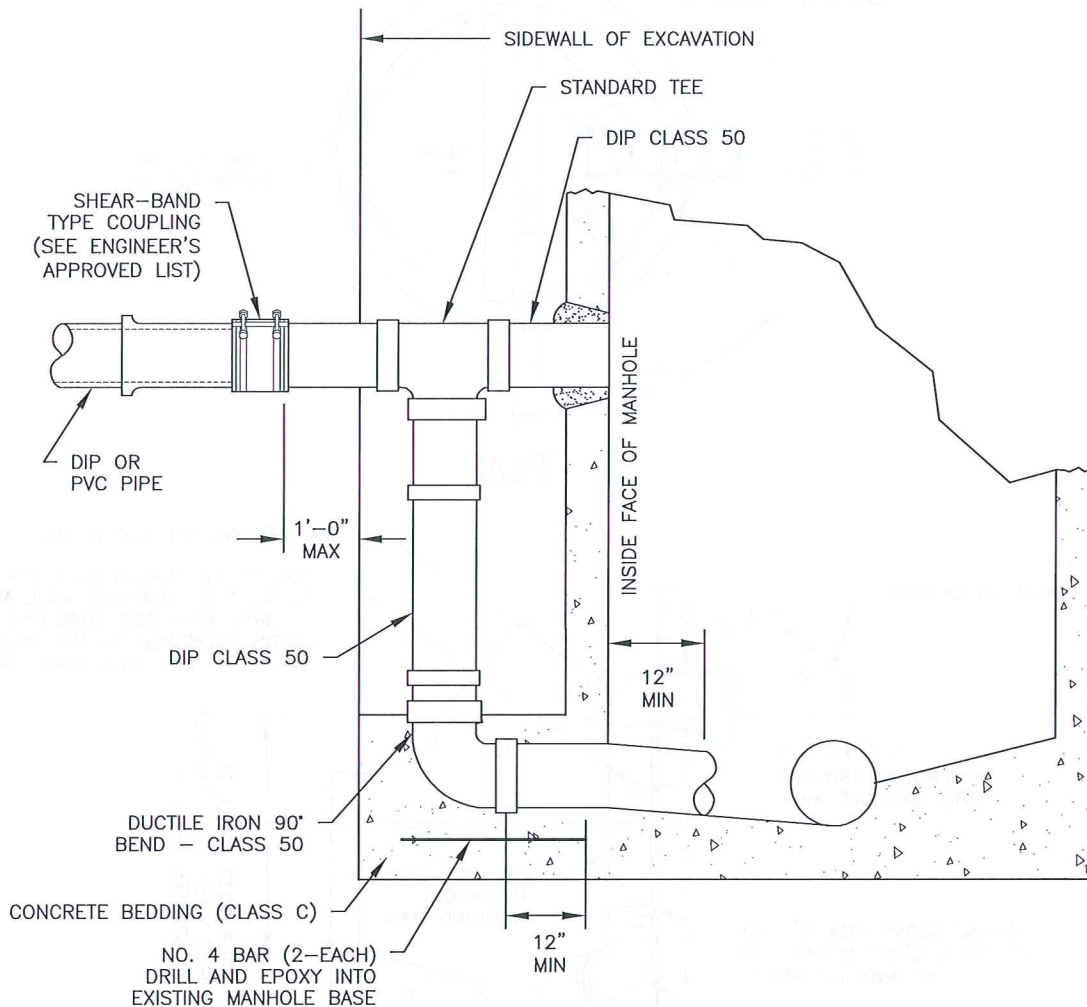 SIDEWALL OF EXCAVATION
STANDARD TEE
DIP CLASS 50
SHEAR-BAND
TYPE COUPLING
(SEE ENGINEER'S
APPROVED LIST)
DIP OR
PVC PIPE
1'-0"
MAX
INSIDE FACE OF MANHOLE
DIP CLASS 50
12"
MIN
DUCTILE IRON 90°
BEND - CLASS 50
CONCRETE BEDDING (CLASS C)
12"
MIN
NO. 4 BAR (2-EACH)
DRILL AND EPOXY INTO
EXISTING MANHOLE BASE